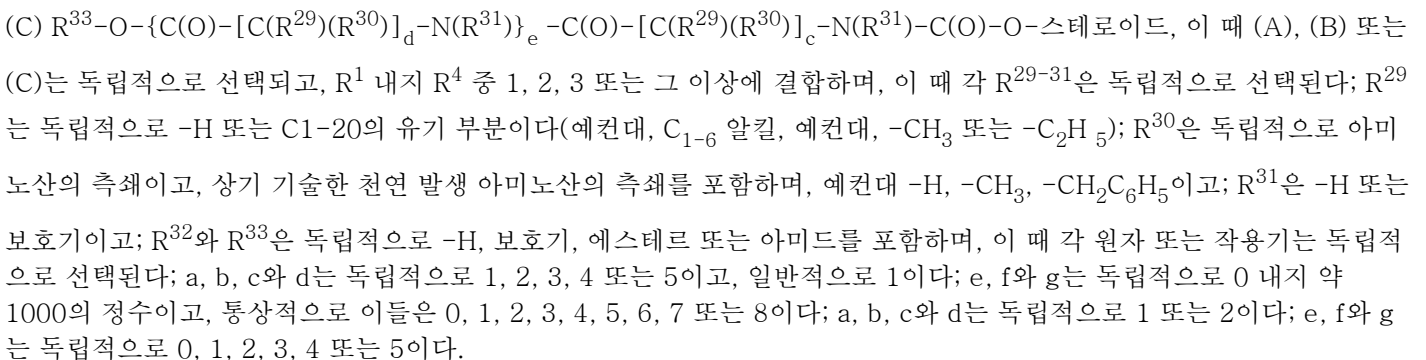 (C) R³³-O-{C(O)-[C(R²⁹)(R³⁰)]d-N(R³¹)}e -C(O)-[C(R²⁹)(R³⁰)]c-N(R³¹)-C(O)-O-스테로이드, 이 때 (A), (B) 또는
(C)는 독립적으로 선택되고, R¹ 내지 R⁴ 중 1, 2, 3 또는 그 이상에 결합하며, 이 때 각 R²⁹⁻³¹은 독립적으로 선택된다; R²⁹
는 독립적으로 -H 또는 C1-20의 유기 부분이다(예컨대, C₁₋₆ 알킬, 예컨대, -CH₃ 또는 -C₂H ₅); R³⁰은 독립적으로 아미
노산의 측쇄이고, 상기 기술한 천연 발생 아미노산의 측쇄를 포함하며, 예컨대 -H, -CH₃, -CH₂C₆H₅이고; R³¹은 -H 또는
보호기이고; R³²와 R³³은 독립적으로 -H, 보호기, 에스테르 또는 아미드를 포함하며, 이 때 각 원자 또는 작용기는 독립적
으로 선택된다; a, b, c와 d는 독립적으로 1, 2, 3, 4 또는 5이고, 일반적으로 1이다; e, f와 g는 독립적으로 0 내지 약
1000의 정수이고, 통상적으로 이들은 0, 1, 2, 3, 4, 5, 6, 7 또는 8이다; a, b, c와 d는 독립적으로 1 또는 2이다; e, f와 g
는 독립적으로 0, 1, 2, 3, 4 또는 5이다.